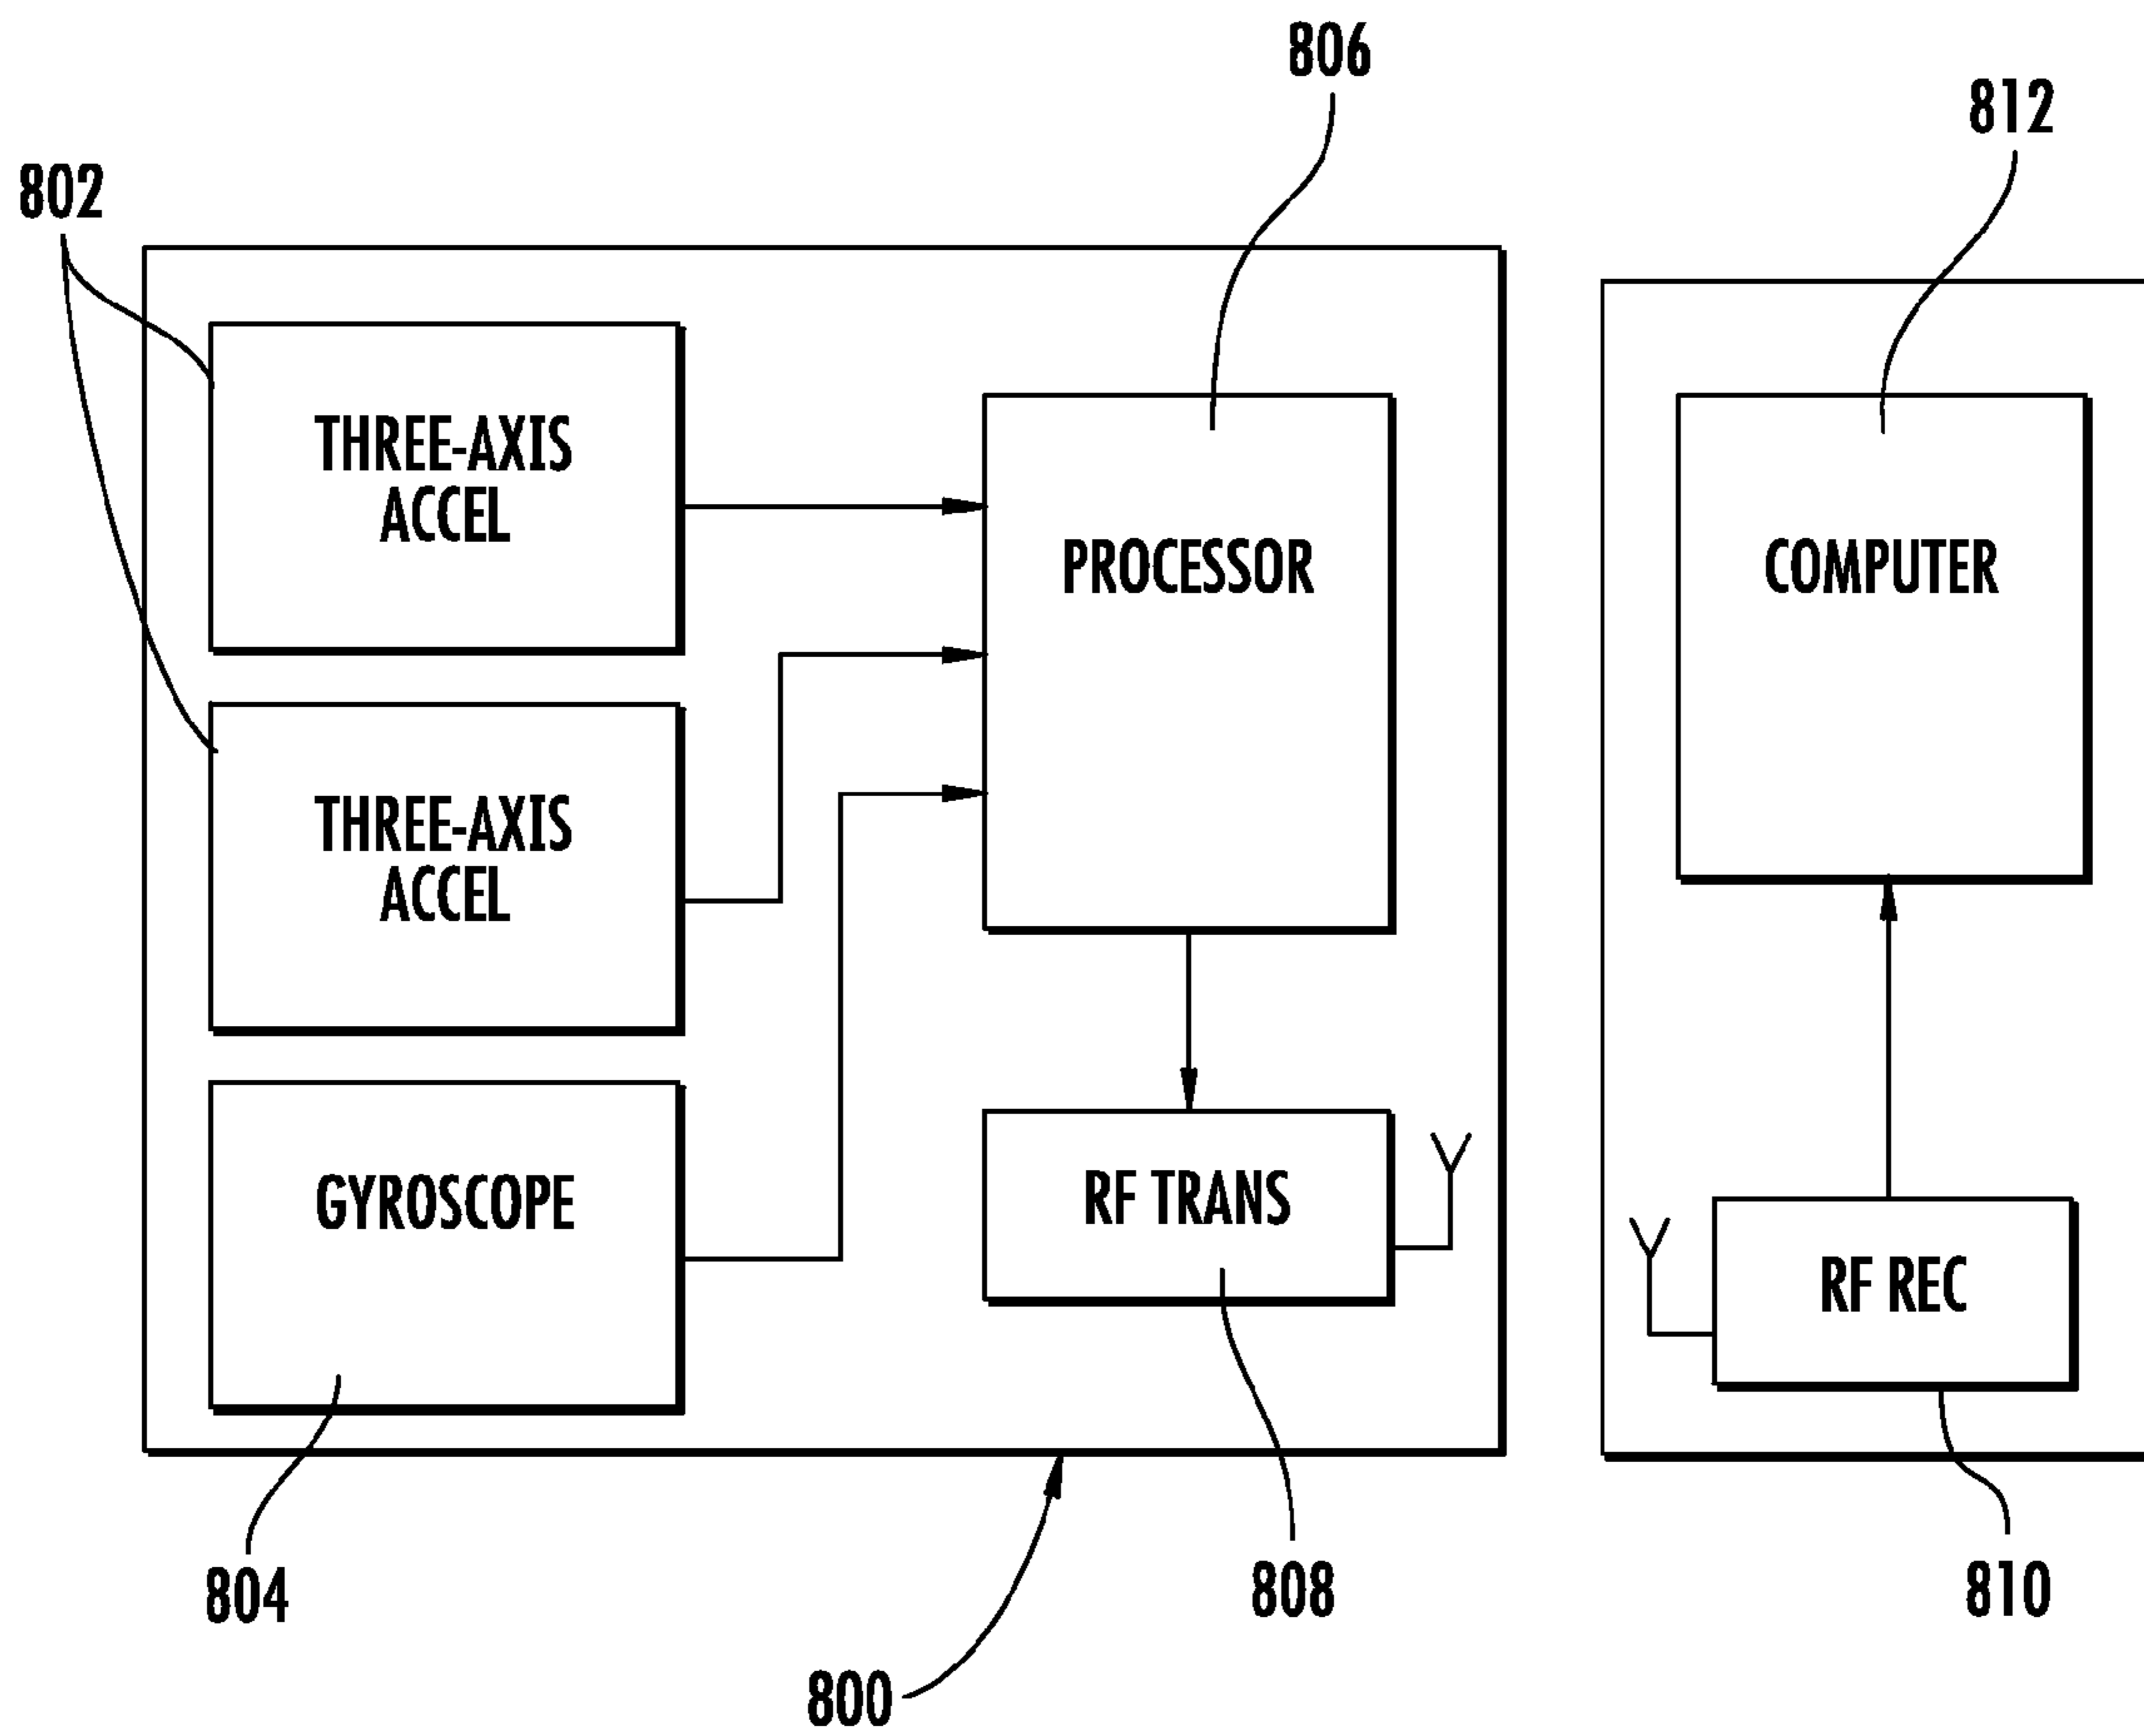 806
812
802
THREE-AXIS
ACCEL
PROCESSOR
COMPUTER
THREE-AXIS
ACCEL
GYROSCOPE
RF TRANS
RF REC
804
808
810
800